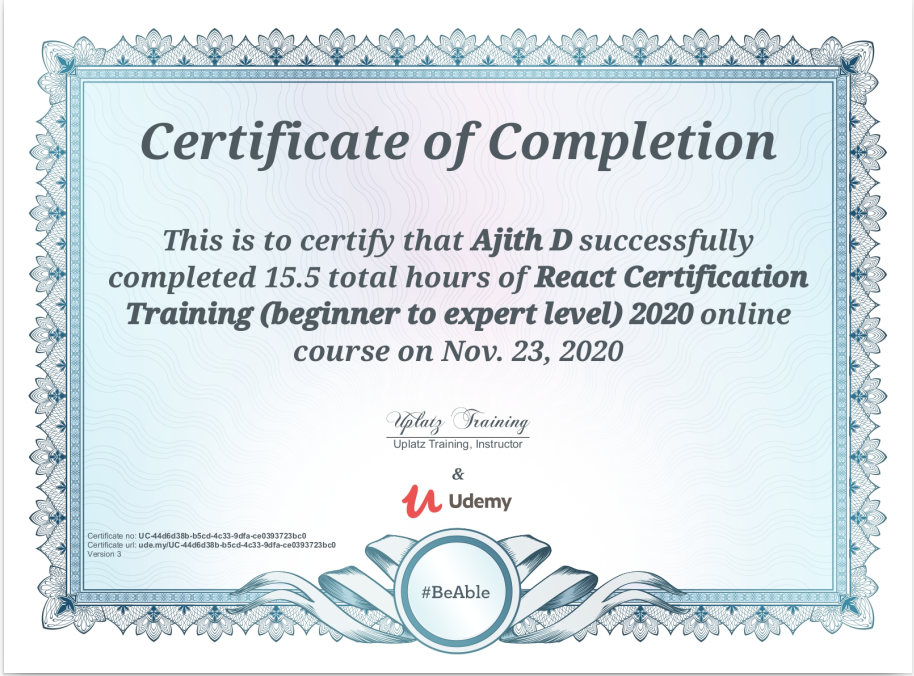 Certificate of Completion
This is to certify that Ajith D successfully
completed 15.5 total hours of React Certification
Training (beginner to expert level) 2020 online
course on Nov. 23, 2020
Uplatz Training
Uplatz Training, Instructor
&
Udemy
Certificate no: UC-44d6d38b-b5cd-4c33-9dfa-ce0393723bc0
Certificate url: ude.my/UC-44d6d38b-b5cd-4c33-9dfa-ce0393723bc0
Version 3
#BeAble